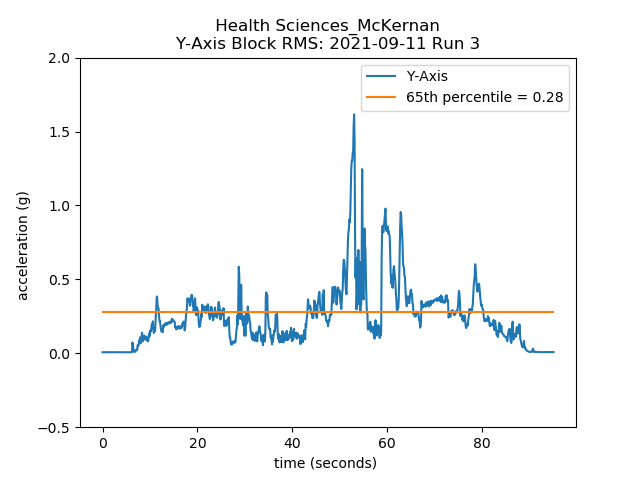 Health Sciences_McKernan
Y-Axis Block RMS: 2021-09-11 Run 3
Y-Axis
65th percentile = 0.28
2.0
1.5
1.0
0.5
0.0
−0.5
acceleration (g)
0
20
40
60
80
time (seconds)